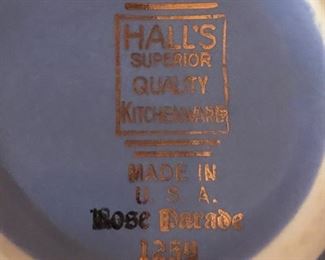 HALL'S
SUPERIOR
QUALITY
KITCHENWARE
MADE IN
U. S. A.
Rose Parade